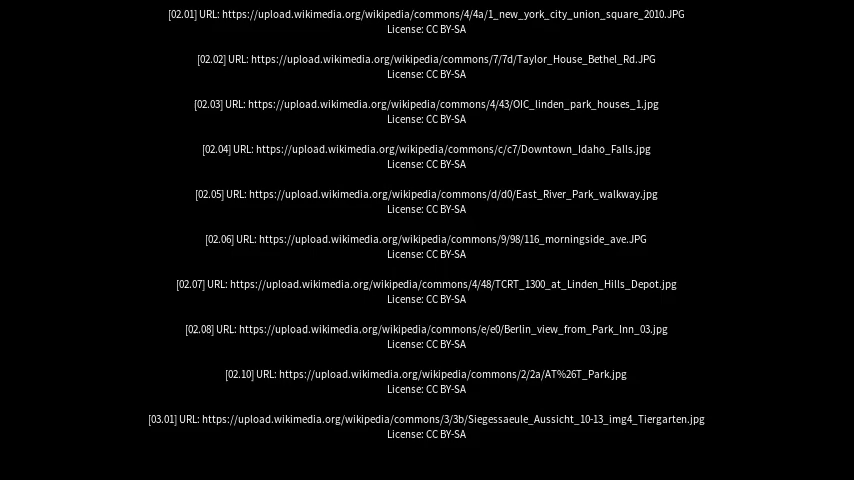 [02.01] URL: https://upload.wikimedia.org/wikipedia/commons/4/4a/1_new_york_city_union_square_2010.JPG
License: CC BY-SA
[02.02] URL: https://upload.wikimedia.org/wikipedia/commons/7/7d/Taylor_House_Bethel_Rd.JPG
License: CC BY-SA
[02.03] URL: https://upload.wikimedia.org/wikipedia/commons/4/43/OIC_linden_park_houses_1.jpg
License: CC BY-SA
[02.04] URL: https://upload.wikimedia.org/wikipedia/commons/c/c7/Downtown_Idaho_Falls.jpg
License: CC BY-SA
[02.05] URL: https://upload.wikimedia.org/wikipedia/commons/d/d0/East_River_Park_walkway.jpg
License: CC BY-SA
[02.06] URL: https://upload.wikimedia.org/wikipedia/commons/9/98/116_morningside_ave.JPG
License: CC BY-SA
[02.07] URL: https://upload.wikimedia.org/wikipedia/commons/4/48/TCRT_1300_at_Linden_Hills_Depot.jpg
License: CC BY-SA
[02.08] URL: https://upload.wikimedia.org/wikipedia/commons/e/e0/Berlin_view_from_Park_Inn_03.jpg
License: CC BY-SA
[02.10] URL: https://upload.wikimedia.org/wikipedia/commons/2/2a/AT%26T_Park.jpg
License: CC BY-SA
[03.01] URL: https://upload.wikimedia.org/wikipedia/commons/3/3b/Siegessaeule_Aussicht_10-13_img4_Tiergarten.jpg
License: CC BY-SA